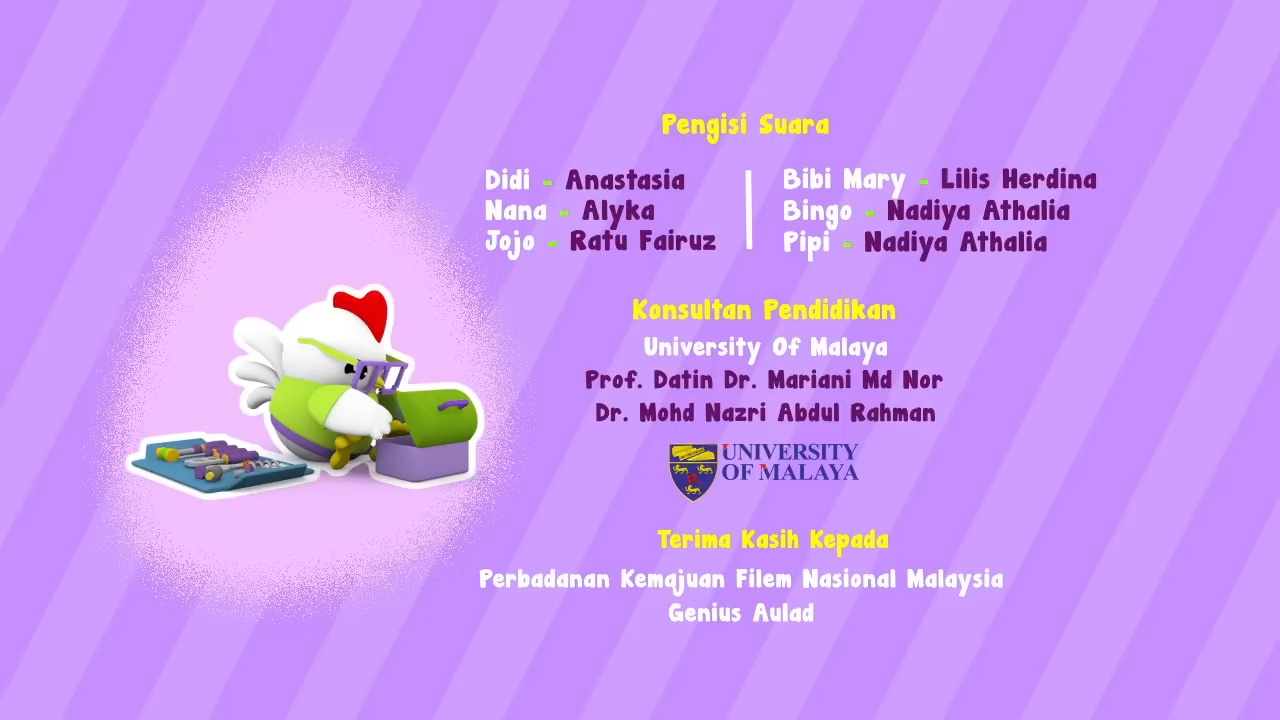 Pengisi Suara
Didi - Anastasia
Nana - Alyka
Jojo - Ratu Fairuz
Bibi Mary - Lilis Herdina
Bingo - Nadiya Athalia
Pipi - Nadiya Athalia
Konsultan Pendidikan
University Of Malaya
Prof. Datin Dr. Mariani Md Nor
Dr. Mohd Nazri Abdul Rahman
UNIVERSITY
OF MALAYA
Terima Kasih Kepada
Perbadanan Kemajuan Filem Nasional Malaysia
Genius Aulad